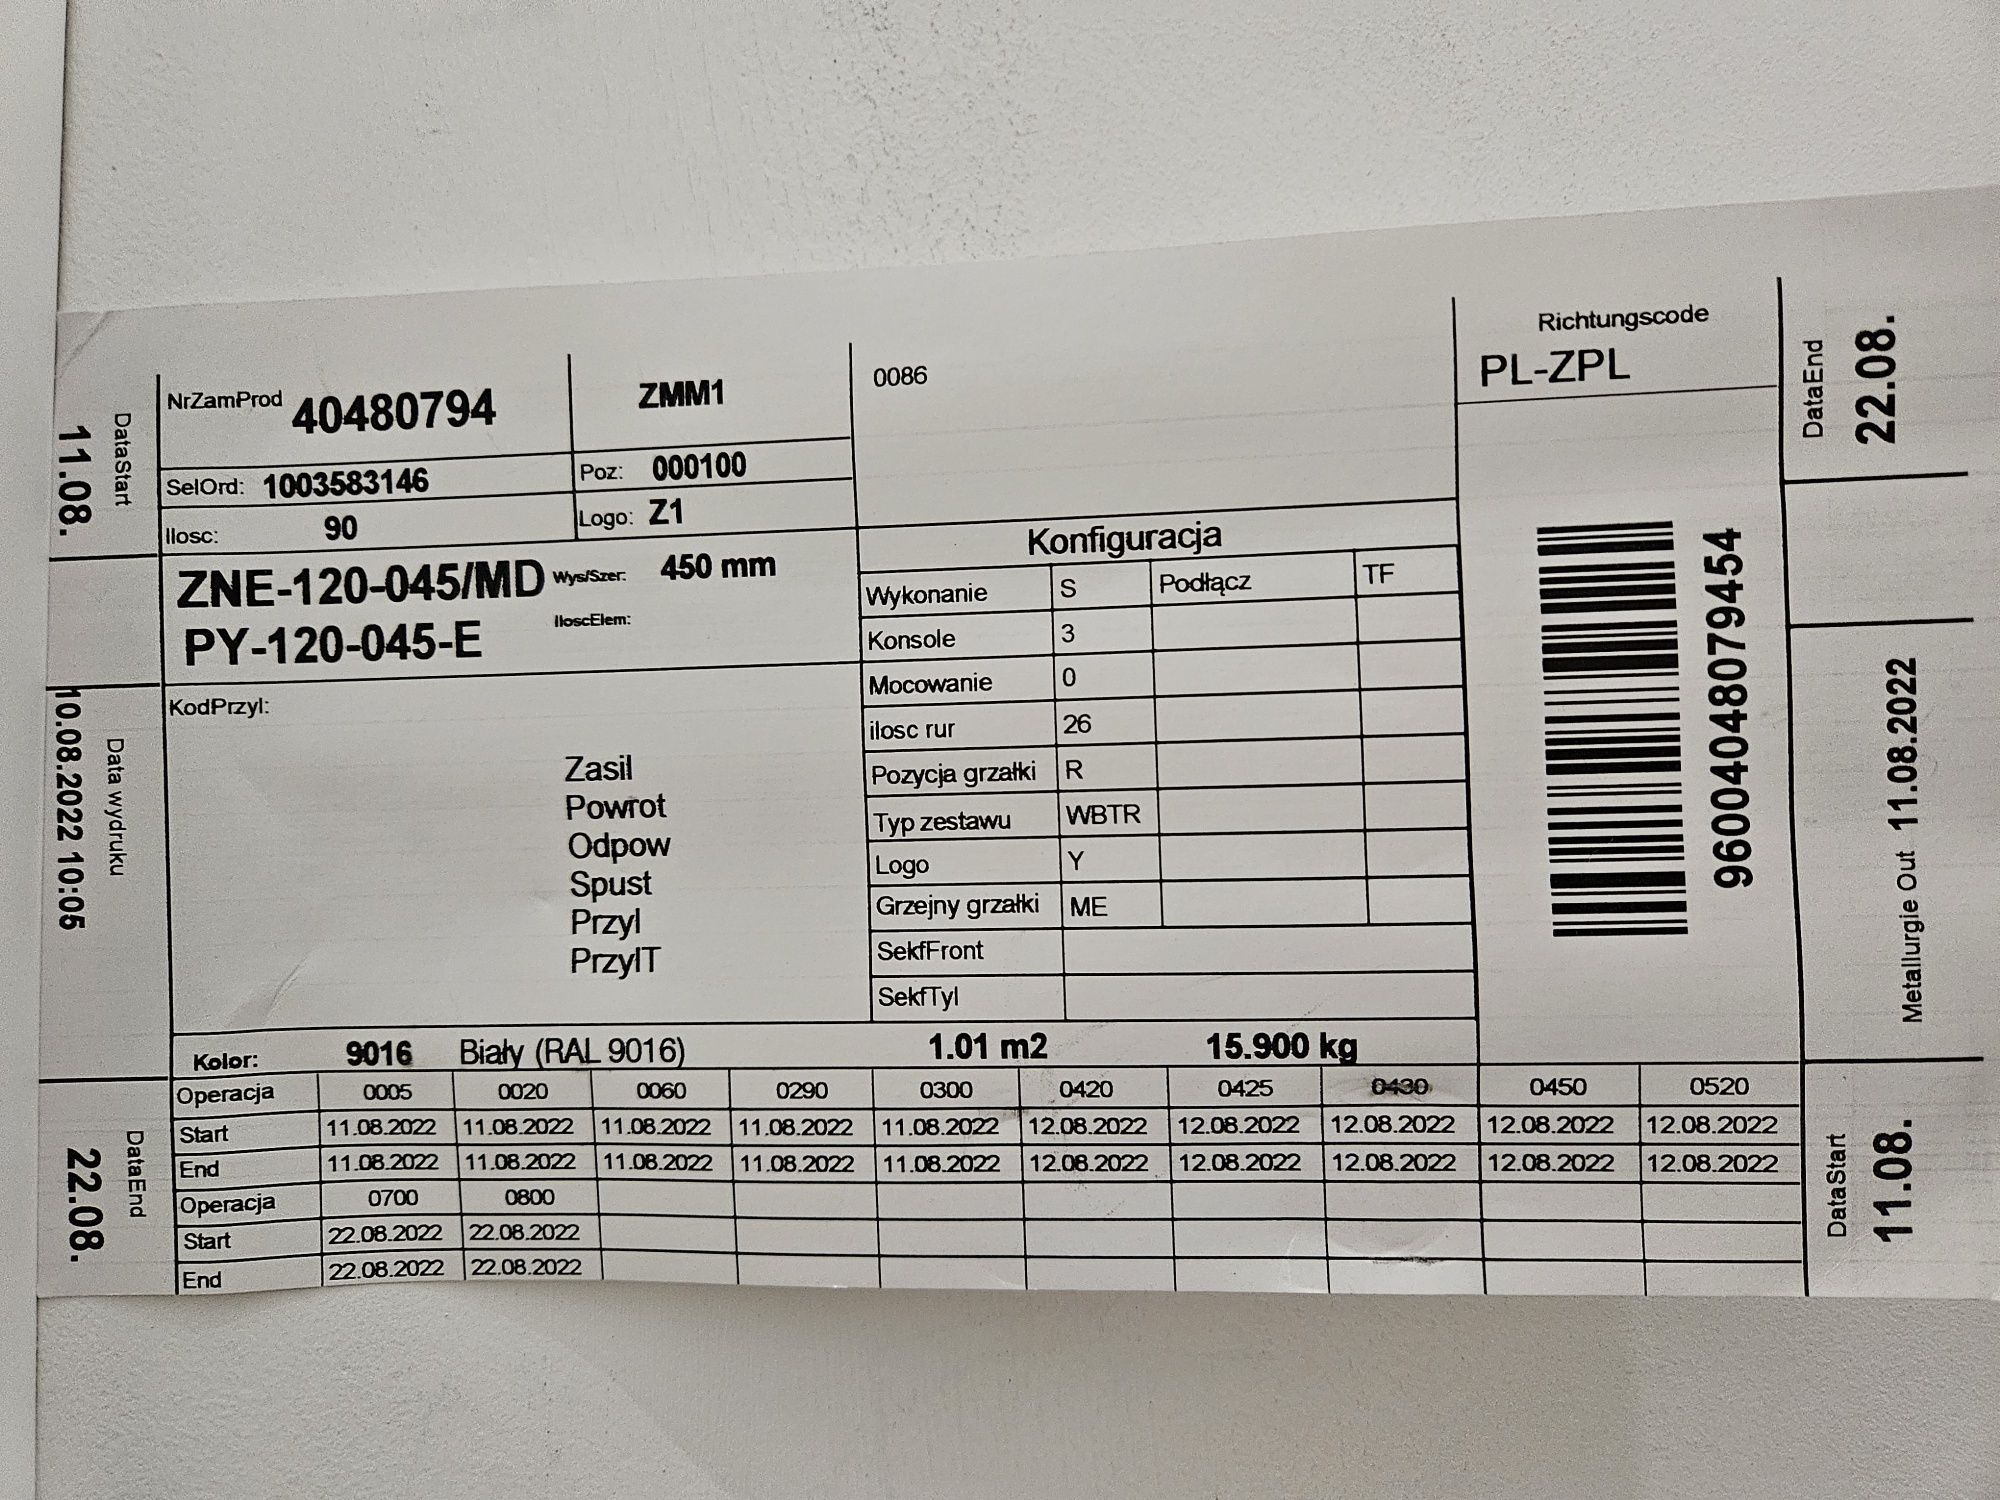 DataStart
11.08.
Data wydruku
10.08.2022 10:05
DataEnd
22.08.
NrZamProd 40480794
ZMM1
0086
SelOrd: 1003583146
Poz: 000100
Ilosc: 90
Logo: Z1
ZNE-120-045/MD Wys/Szer: 450 mm
PY-120-045-E IloscElem:
KodPrzyl:
Zasil
Powrot
Odpow
Spust
Przyl
PrzylT
Konfiguracja
Wykonanie S Podłącz TF
Konsole 3
Mocowanie 0
ilosc rur 26
Pozycja grzałki R
Typ zestawu WBTR
Logo Y
Grzejny grzałki ME
SekfFront
SekfTyl
Richtungscode
PL-ZPL
96004048079454
Kolor: 9016 Biały (RAL 9016) 1.01 m2 15.900 kg
Operacja 0005 0020 0060 0290 0300 0420 0425 0430 0450 0520
Start 11.08.2022 11.08.2022 11.08.2022 11.08.2022 11.08.2022 12.08.2022 12.08.2022 12.08.2022 12.08.2022 12.08.2022
End 11.08.2022 11.08.2022 11.08.2022 11.08.2022 11.08.2022 12.08.2022 12.08.2022 12.08.2022 12.08.2022 12.08.2022
Operacja 0700 0800
Start 22.08.2022 22.08.2022
End 22.08.2022 22.08.2022
DataEnd
22.08.
Metallurgie Out 11.08.2022
DataStart
11.08.